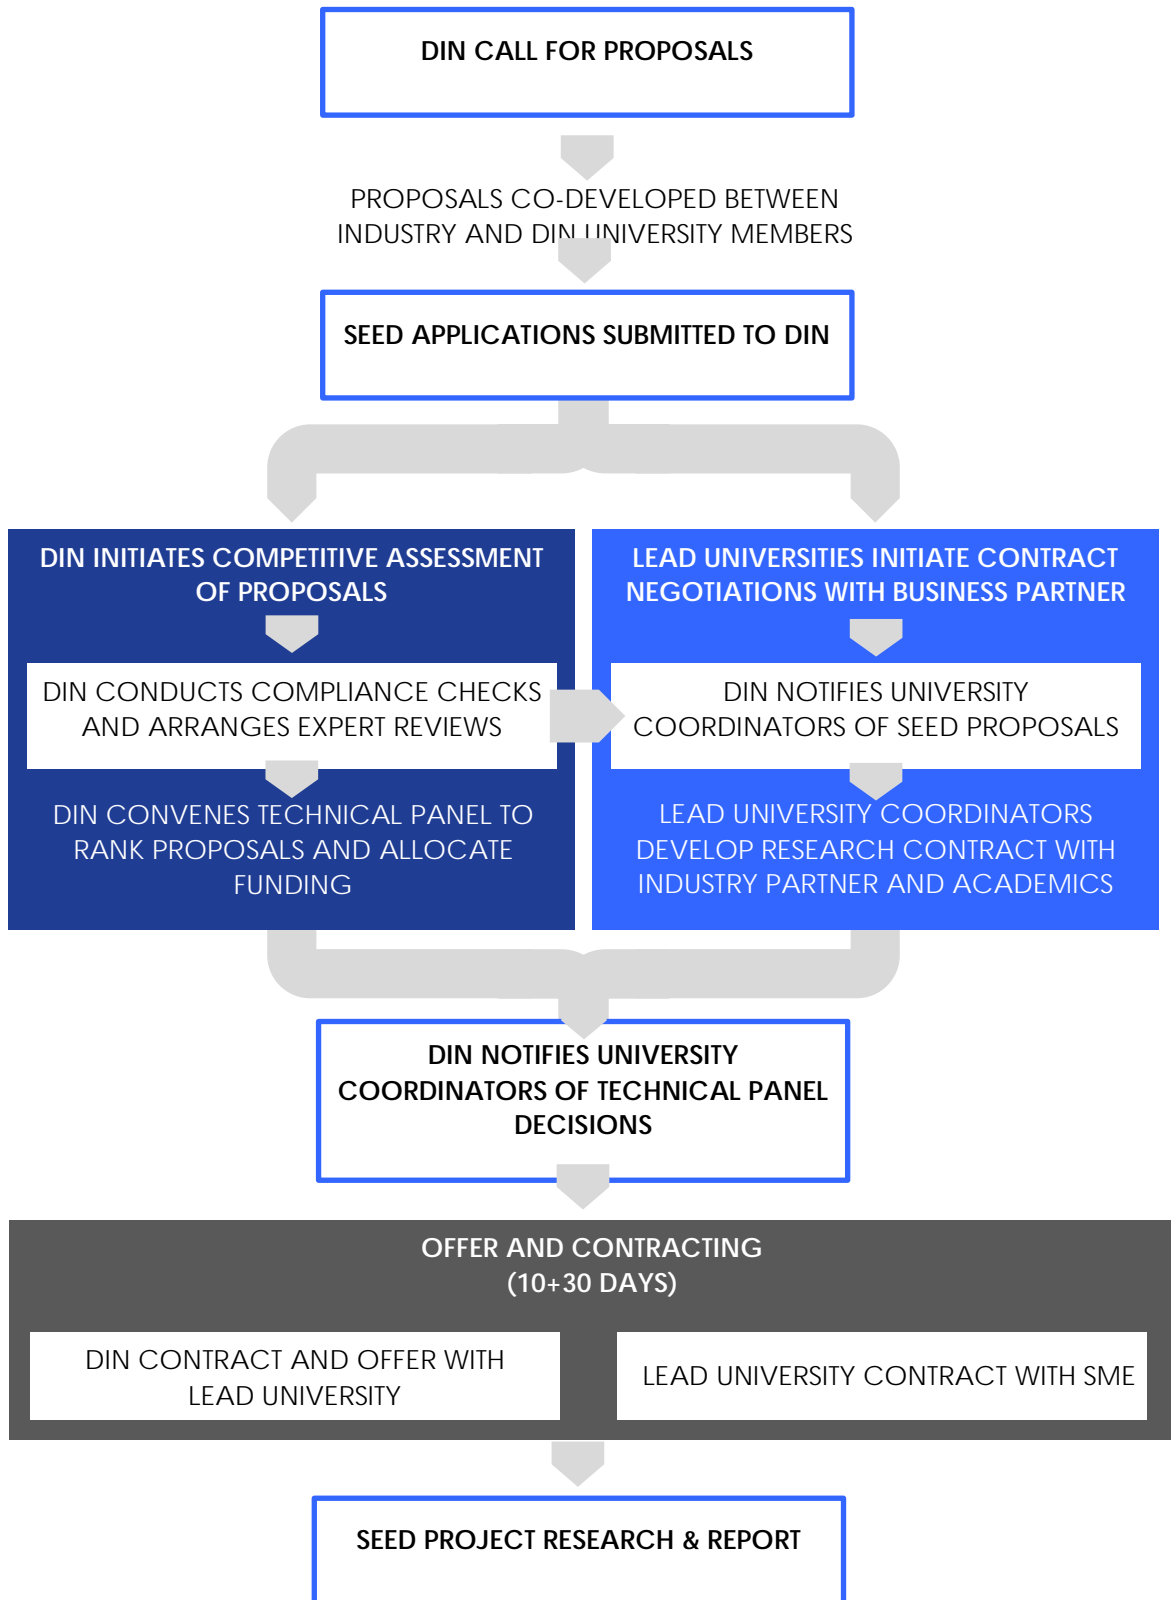 DIN CALL FOR PROPOSALS
PROPOSALS CO-DEVELOPED BETWEEN
INDUSTRY AND DIN UNIVERSITY MEMBERS
SEED APPLICATIONS SUBMITTED TO DIN
DIN INITIATES COMPETITIVE ASSESSMENT
OF PROPOSALS
DIN CONDUCTS COMPLIANCE CHECKS
AND ARRANGES EXPERT REVIEWS
DIN CONVENES TECHNICAL PANEL TO
RANK PROPOSALS AND ALLOCATE
FUNDING
LEAD UNIVERSITIES INITIATE CONTRACT
NEGOTIATIONS WITH BUSINESS PARTNER
DIN NOTIFIES UNIVERSITY
COORDINATORS OF SEED PROPOSALS
LEAD UNIVERSITY COORDINATORS
DEVELOP RESEARCH CONTRACT WITH
INDUSTRY PARTNER AND ACADEMICS
DIN NOTIFIES UNIVERSITY
COORDINATORS OF TECHNICAL PANEL
DECISIONS
OFFER AND CONTRACTING
(10+30 DAYS)
DIN CONTRACT AND OFFER WITH
LEAD UNIVERSITY
LEAD UNIVERSITY CONTRACT WITH SME
SEED PROJECT RESEARCH & REPORT